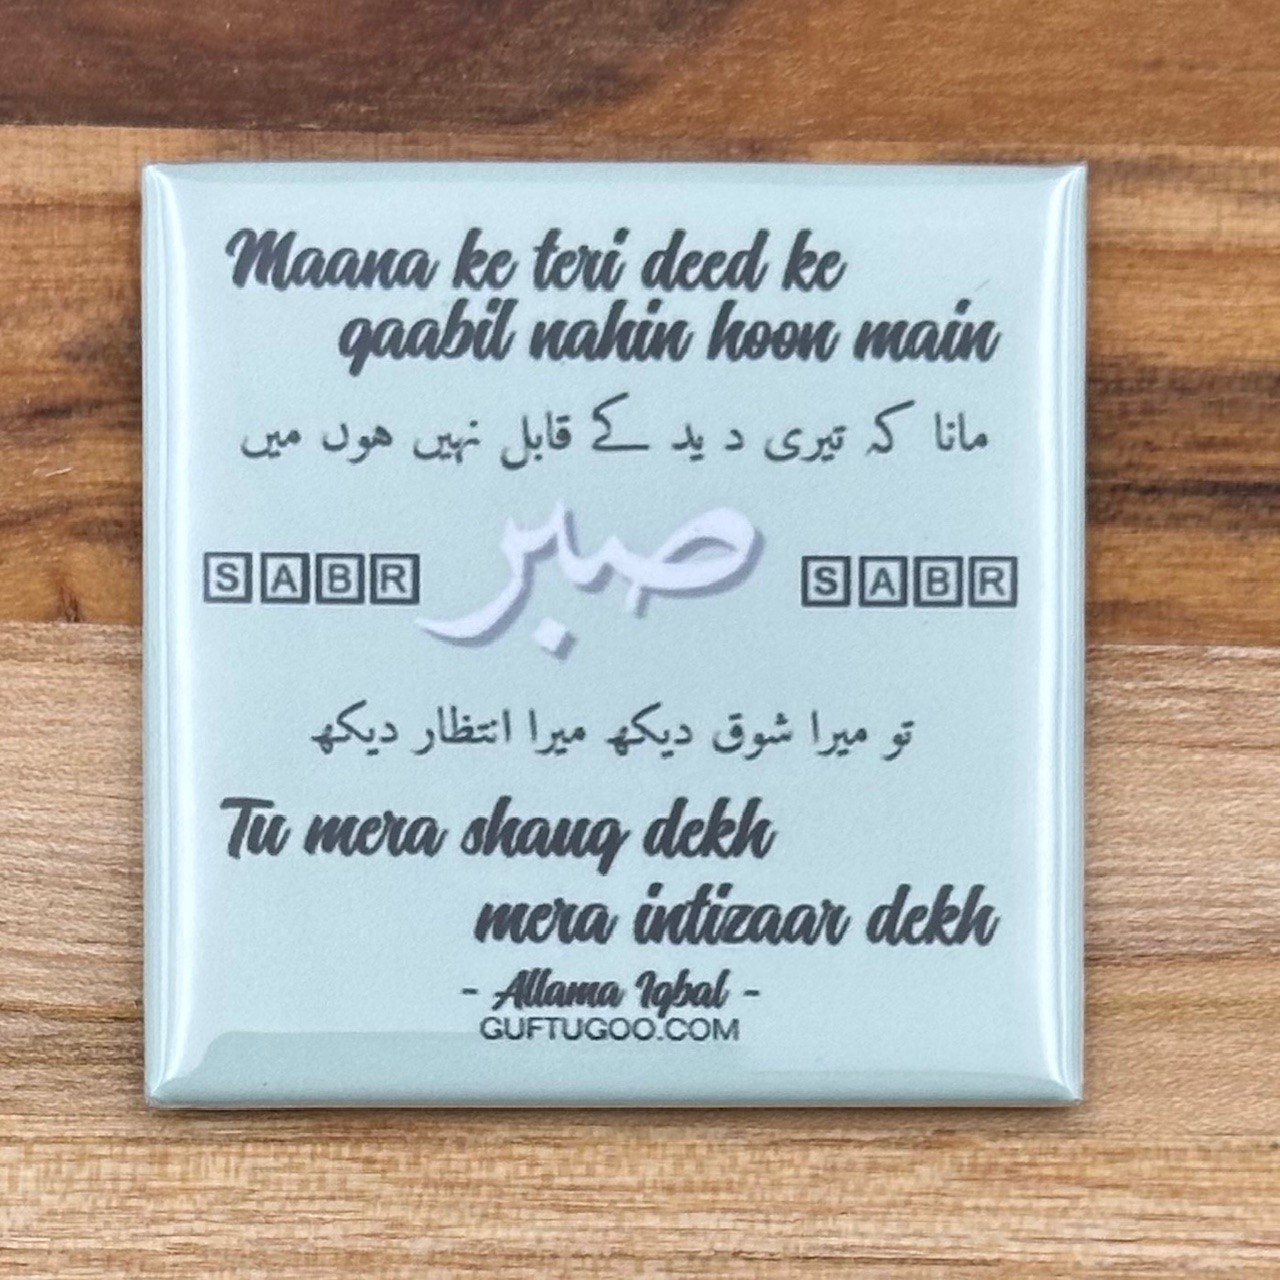 Maana ke teri deed ke
qaabil nahin hoon main
مانا کہ تیری د ید کے قابل نہیں ہوں میں
SABR صبر SABR
تو میرا شوق دیکھ میرا انتظار دیکھ
Tu mera shauq dekh
mera intizaar dekh
- Allama Iqbal -
GUFTUGOO.COM